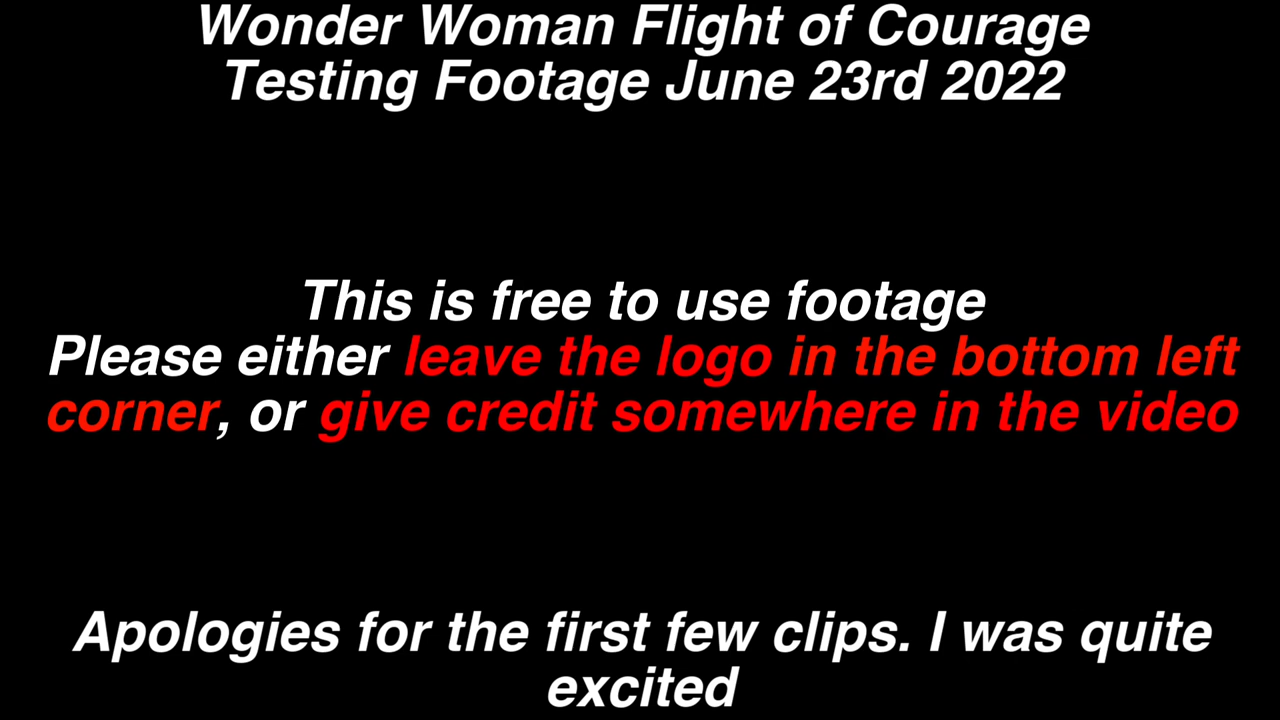 Wonder Woman Flight of Courage
Testing Footage June 23rd 2022
This is free to use footage
Please either leave the logo in the bottom left
corner, or give credit somewhere in the video
Apologies for the first few clips. I was quite
excited